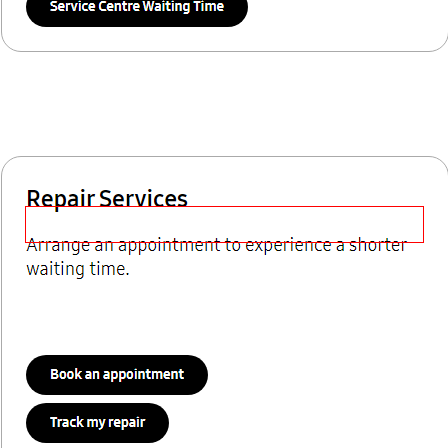 Service Centre Waiting Time
Repair Services
Arrange an appointment to experience a shorter
waiting time.
Book an appointment
Track my repair